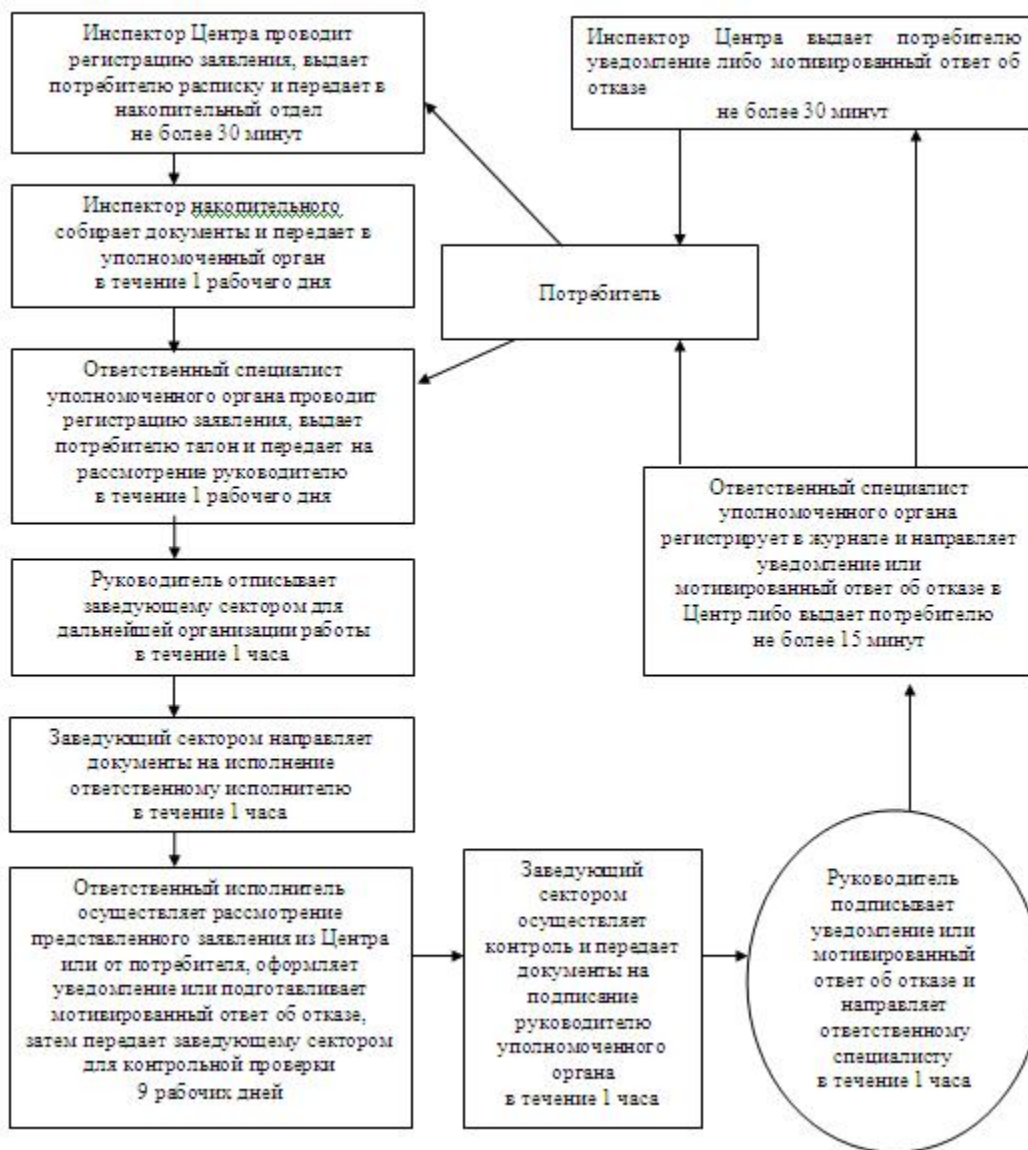 Инспектор Центра проводит
регистрацию заявления, выдает
потребителю расписку и передает в
накопительный отдел
не более 30 минут
Инспектор Центра выдает потребителю
уведомление либо мотивированный ответ об
отказе
не более 30 минут
Инспектор накопительного
собирает документы и передает в
уполномоченный орган
в течение 1 рабочего дня
Потребитель
Ответственный специалист
уполномоченного органа проводит
регистрацию заявления, выдает
потребителю талон и передает на
рассмотрение руководителю
в течение 1 рабочего дня
Ответственный специалист
уполномоченного органа
регистрирует в журнале и направляет
уведомление или
мотивированный ответ об отказе в
Центр либо выдает потребителю
не более 15 минут
Руководитель отписывает
заведующему сектором для
дальнейшей организации работы
в течение 1 часа
Заведующий сектором направляет
документы на исполнение
ответственному исполнителю
в течение 1 часа
Ответственный исполнитель
осуществляет рассмотрение
представленного заявления из Центра
или от потребителя, оформляет
уведомление или подготавливает
мотивированный ответ об отказе,
затем передает заведующему сектором
для контрольной проверки
9 рабочих дней
Заведующий
сектором
осуществляет
контроль и передает
документы на
подписание
руководителю
уполномоченного
органа
в течение 1 часа
Руководитель
подписывает
уведомление или
мотивированный
ответ об отказе и
направляет
ответственному
специалисту
в течение 1 часа